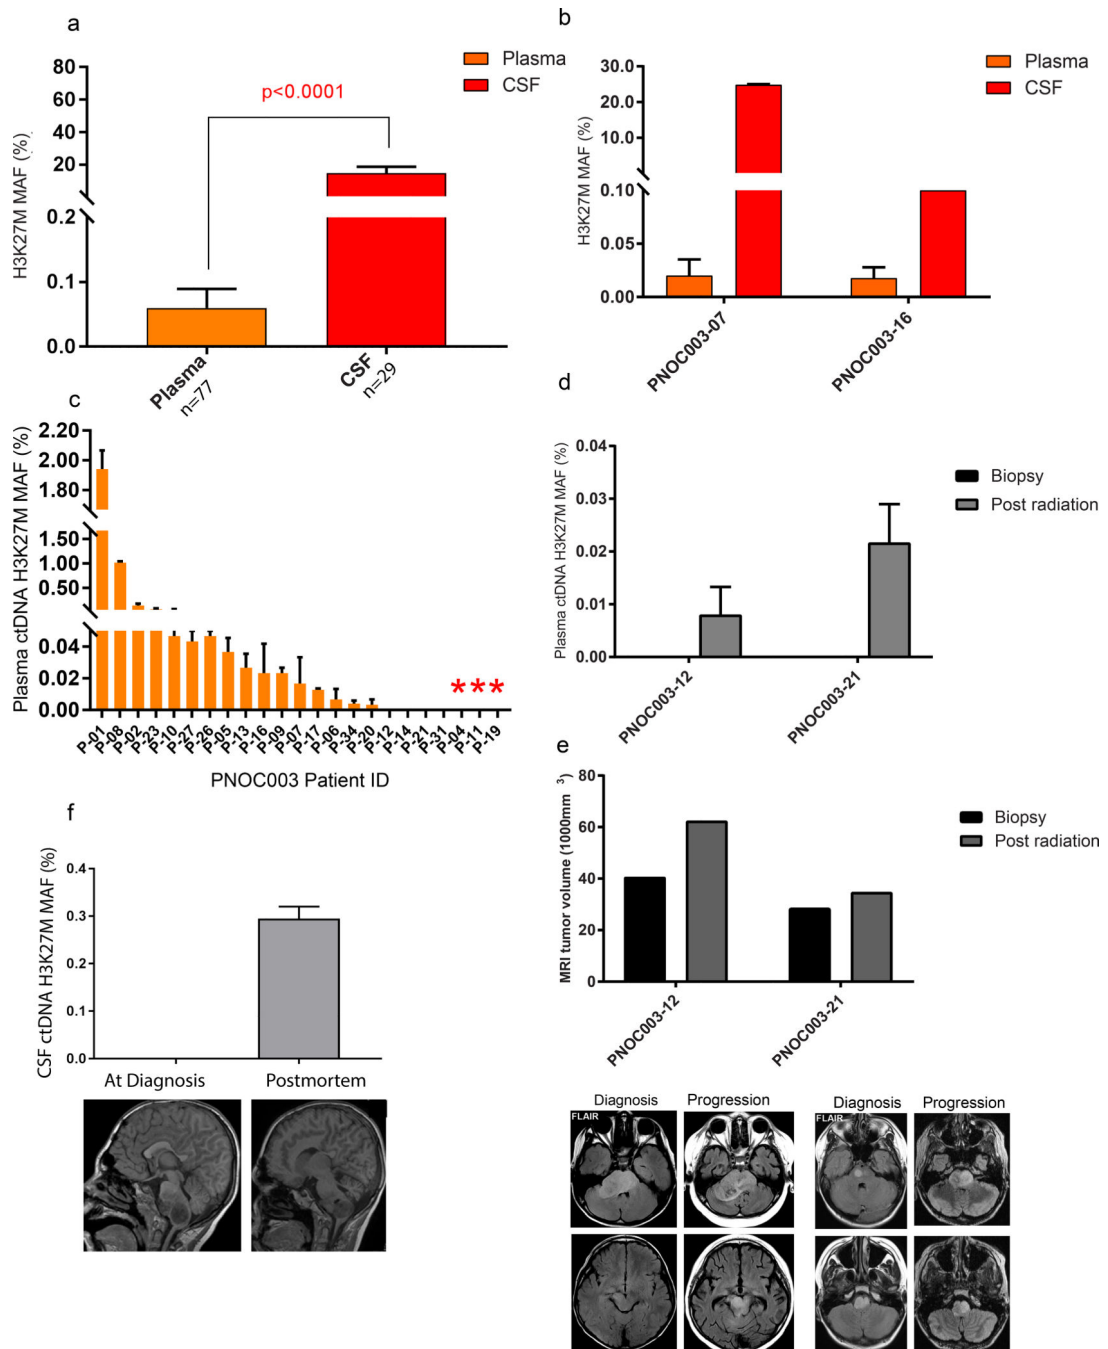 a
Plasma
CSF
H3K27M MAF (%)
80
60
40
20
0.2
0.1
0.0
p<0.0001
Plasma
n=77
CSF
n=29
b
Plasma
CSF
H3K27M MAF (%)
30.0
20.0
10.0
0.10
0.05
0.00
PNOC003-07
PNOC003-16
c
Plasma ctDNA H3K27M MAF (%)
2.20
2.00
1.80
1.50
1.00
0.50
0.04
0.02
0.00
***
P-01
P-08
P-02
P-23
P-10
P-27
P-26
P-05
P-13
P-16
P-09
P-07
P-17
P-06
P-34
P-20
P-12
P-14
P-21
P-31
P-04
P-11
P-19
PNOC003 Patient ID
d
Plasma ctDNA H3K27M MAF (%)
0.04
0.03
0.02
0.01
0.00
Biopsy
Post radiation
PNOC003-12
PNOC003-21
e
MRI tumor volume (1000mm 3)
80
60
40
20
0
Biopsy
Post radiation
PNOC003-12
PNOC003-21
Diagnosis Progression
FLAIR
Diagnosis Progression
FLAIR
f
CSF ctDNA H3K27M MAF (%)
0.4
0.3
0.2
0.1
0.0
At Diagnosis Postmortem